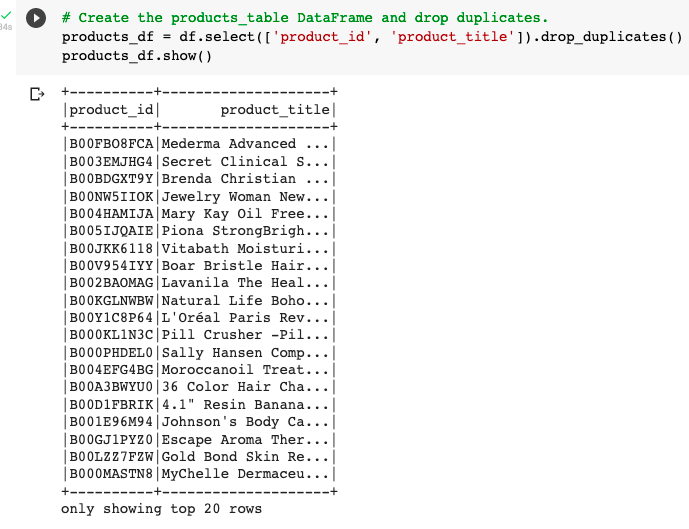 # Create the products_table DataFrame and drop duplicates.
products_df = df.select(['product_id', 'product_title']).drop_duplicates()
products_df.show()
+----------+--------------------+
|product_id|       product_title|
+----------+--------------------+
|B00FBO8FCA|Mederma Advanced ...|
|B003EMJHG4|Secret Clinical S...|
|B00BDGXT9Y|Brenda Christian ...|
|B00NW5IIOK|Jewelry Woman New...|
|B004HAMIJA|Mary Kay Oil Free...|
|B005IJQAIE|Piona StrongBrigh...|
|B00JKK6118|Vitabath Moisturi...|
|B00V954IYY|Boar Bristle Hair...|
|B002BAOMAG|Lavanila The Heal...|
|B00KGLNWBW|Natural Life Boho...|
|B00Y1C8P64|L'Oréal Paris Rev...|
|B000KL1N3C|Pill Crusher -Pil...|
|B000PHDEL0|Sally Hansen Comp...|
|B004EFG4BG|Moroccanoil Treat...|
|B00A3BWYU0|36 Color Hair Cha...|
|B00D1FBRIK|4.1" Resin Banana...|
|B001E96M94|Johnson's Body Ca...|
|B00GJ1PYZ0|Escape Aroma Ther...|
|B00LZZ7FZW|Gold Bond Skin Re...|
|B000MASTN8|MyChelle Dermaceu...|
+----------+--------------------+
only showing top 20 rows